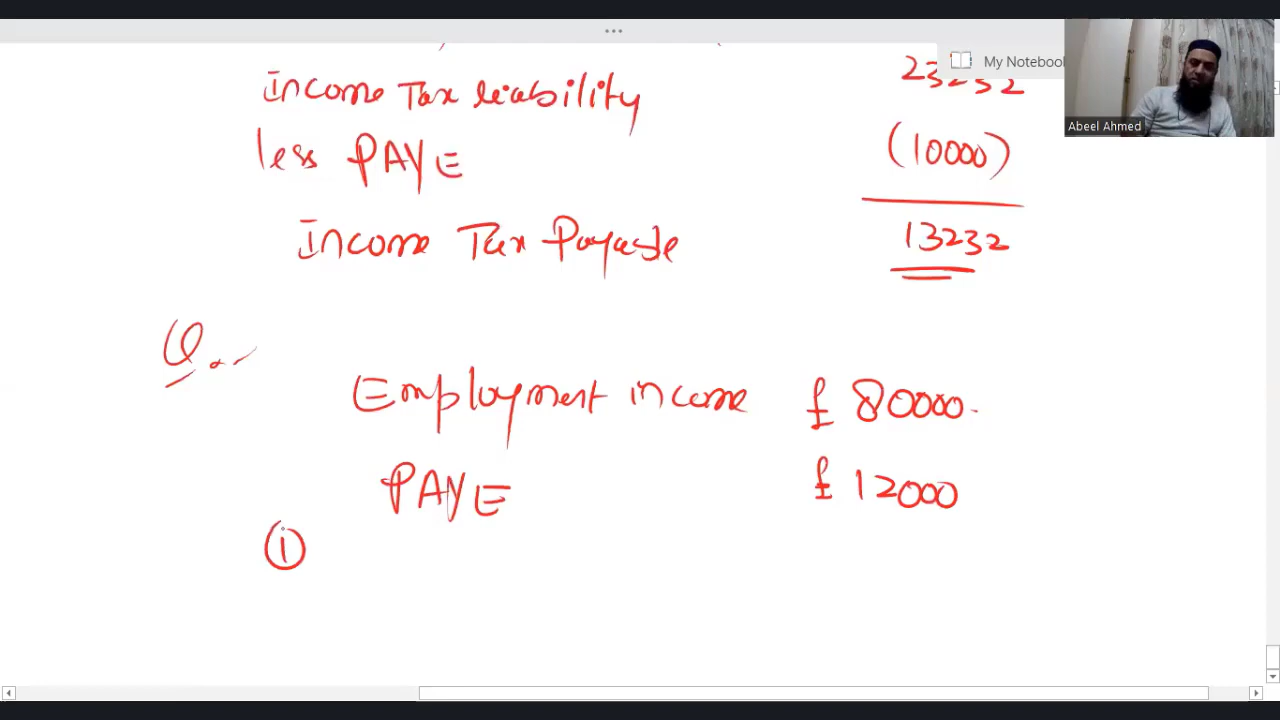 My Notebook
Abeel Ahmed
Income Tax liability 23232
less PAYE (10000)
Income Tax Payable 13232
Q..
Employment income £ 80000.
PAYE £ 12000
i